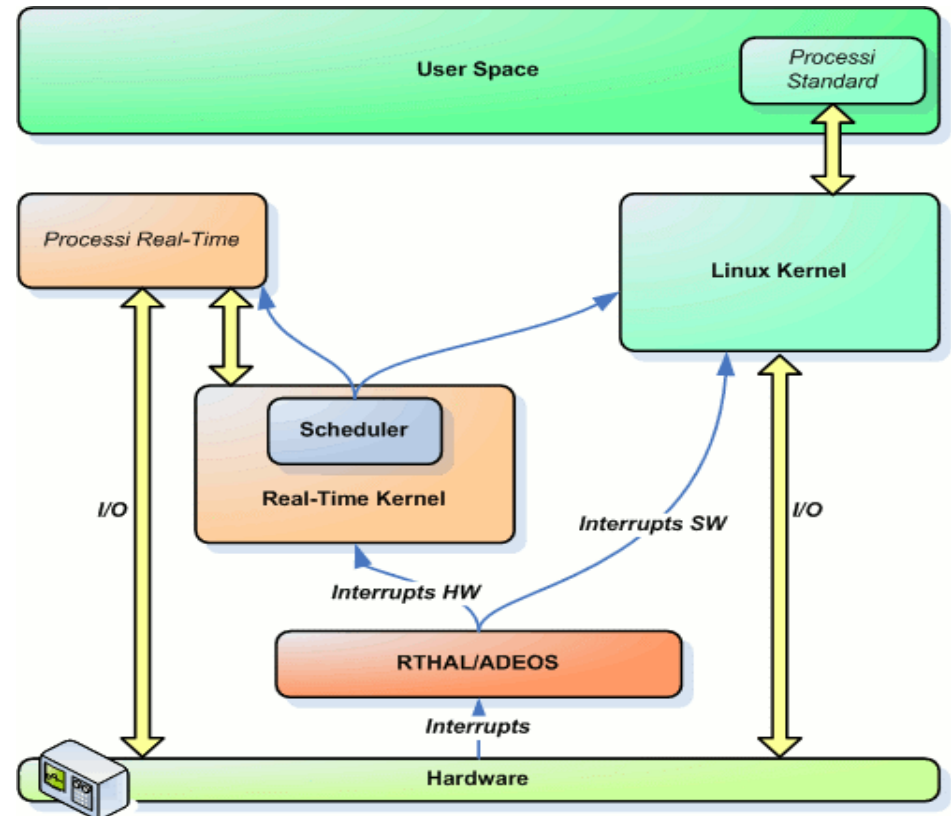 User Space
Processi
Standard
Processi Real-Time
Linux Kernel
Scheduler
Real-Time Kernel
I/O
Interrupts SW
I/O
Interrupts HW
RTHAL/ADEOS
Interrupts
Hardware